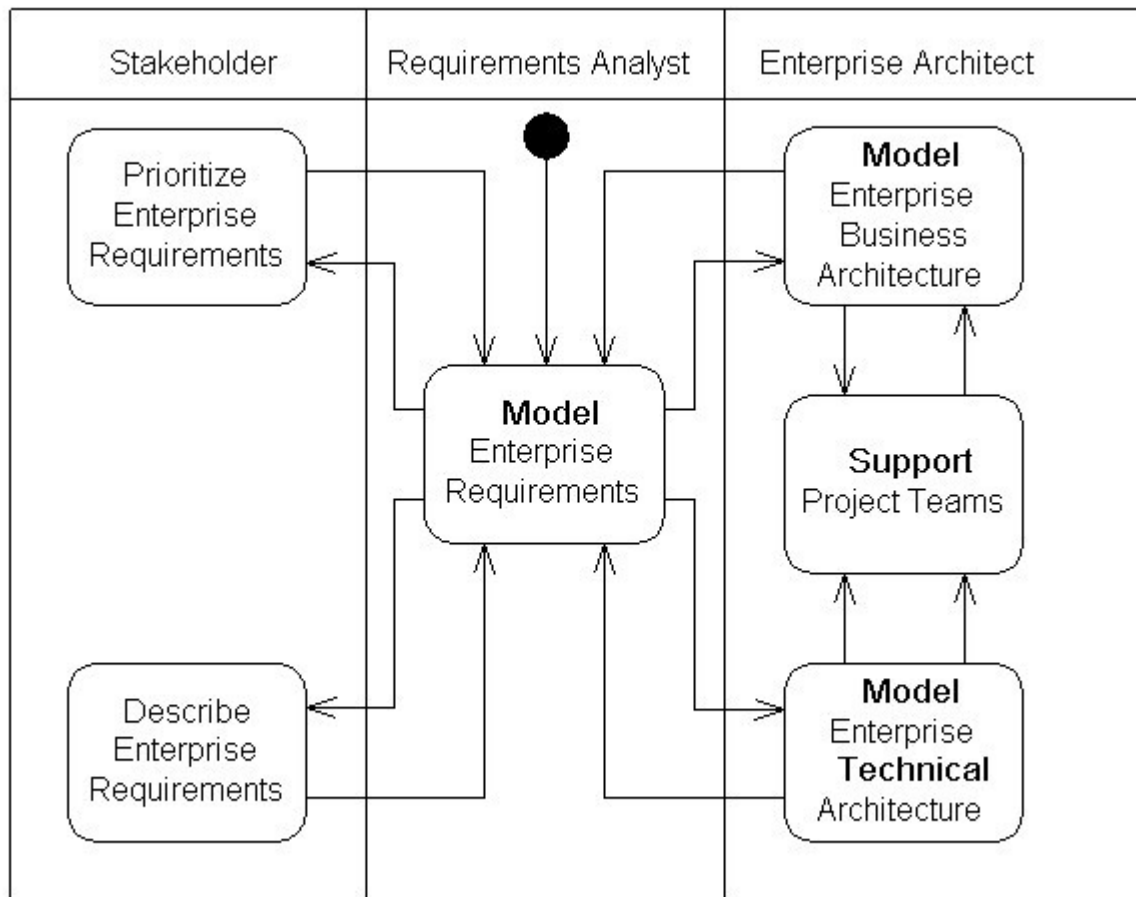 Stakeholder
Requirements Analyst
Enterprise Architect
Prioritize
Enterprise
Requirements
Model
Enterprise
Business
Architecture
Model
Enterprise
Requirements
Support
Project Teams
Describe
Enterprise
Requirements
Model
Enterprise
Technical
Architecture